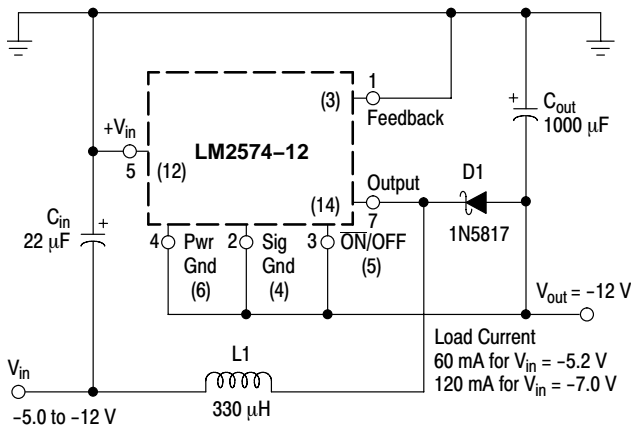 1
(3)
Feedback
+
Cout
1000 µF
+Vin
5
(12)
LM2574–12
Output
(14)
7
D1
1N5817
Cin
22 µF
+
4
Pwr
Gnd
(6)
2
Sig
Gnd
(4)
3
ON/OFF
(5)
Vout = –12 V
Load Current
60 mA for Vin = –5.2 V
120 mA for Vin = –7.0 V
Vin
–5.0 to –12 V
L1
330 µH